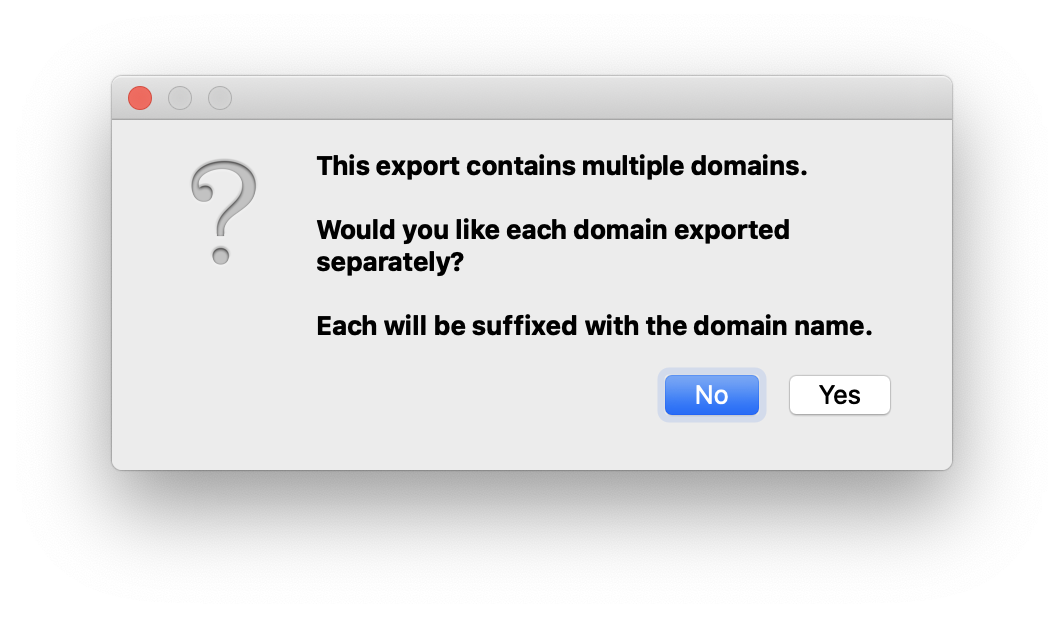 This export contains multiple domains.
Would you like each domain exported
separately?
Each will be suffixed with the domain name.
No
Yes